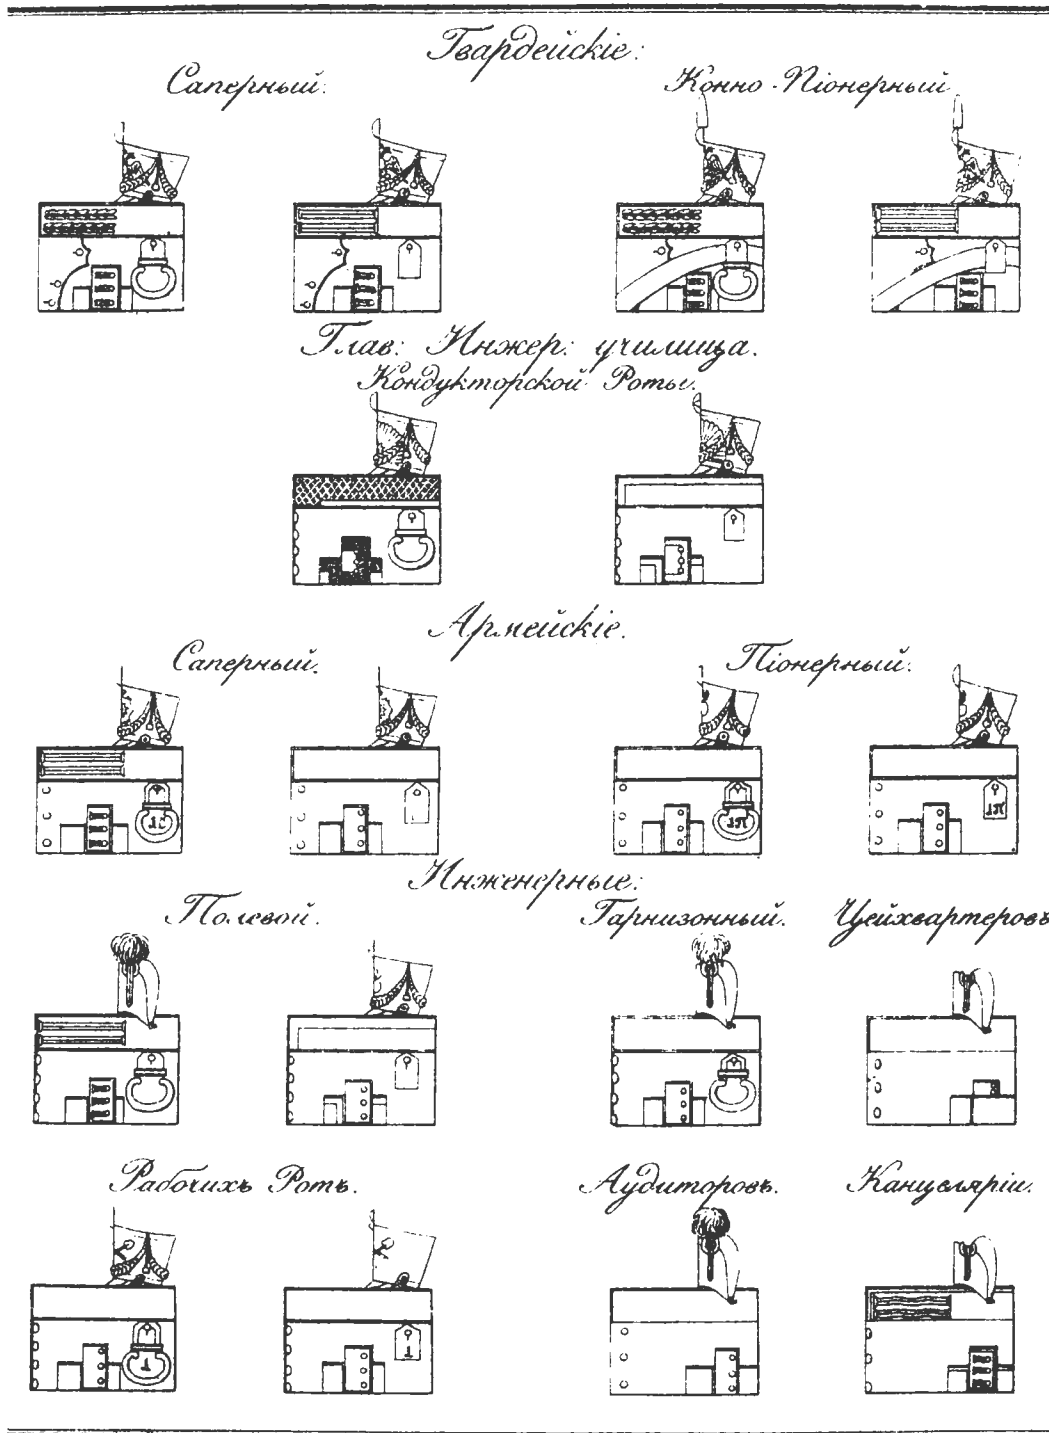 Гвардейскіе:
Саперный: Конно-Піонерный
Глав: Инжер: училища.
Кондукторской Роты.
Армейскіе.
Саперный. Піонерный.
Инженерные:
Полевой. Гарнизонный. Цейхвартеровъ
Рабочихъ Ротъ. Аудиторовъ. Канцеляріи.